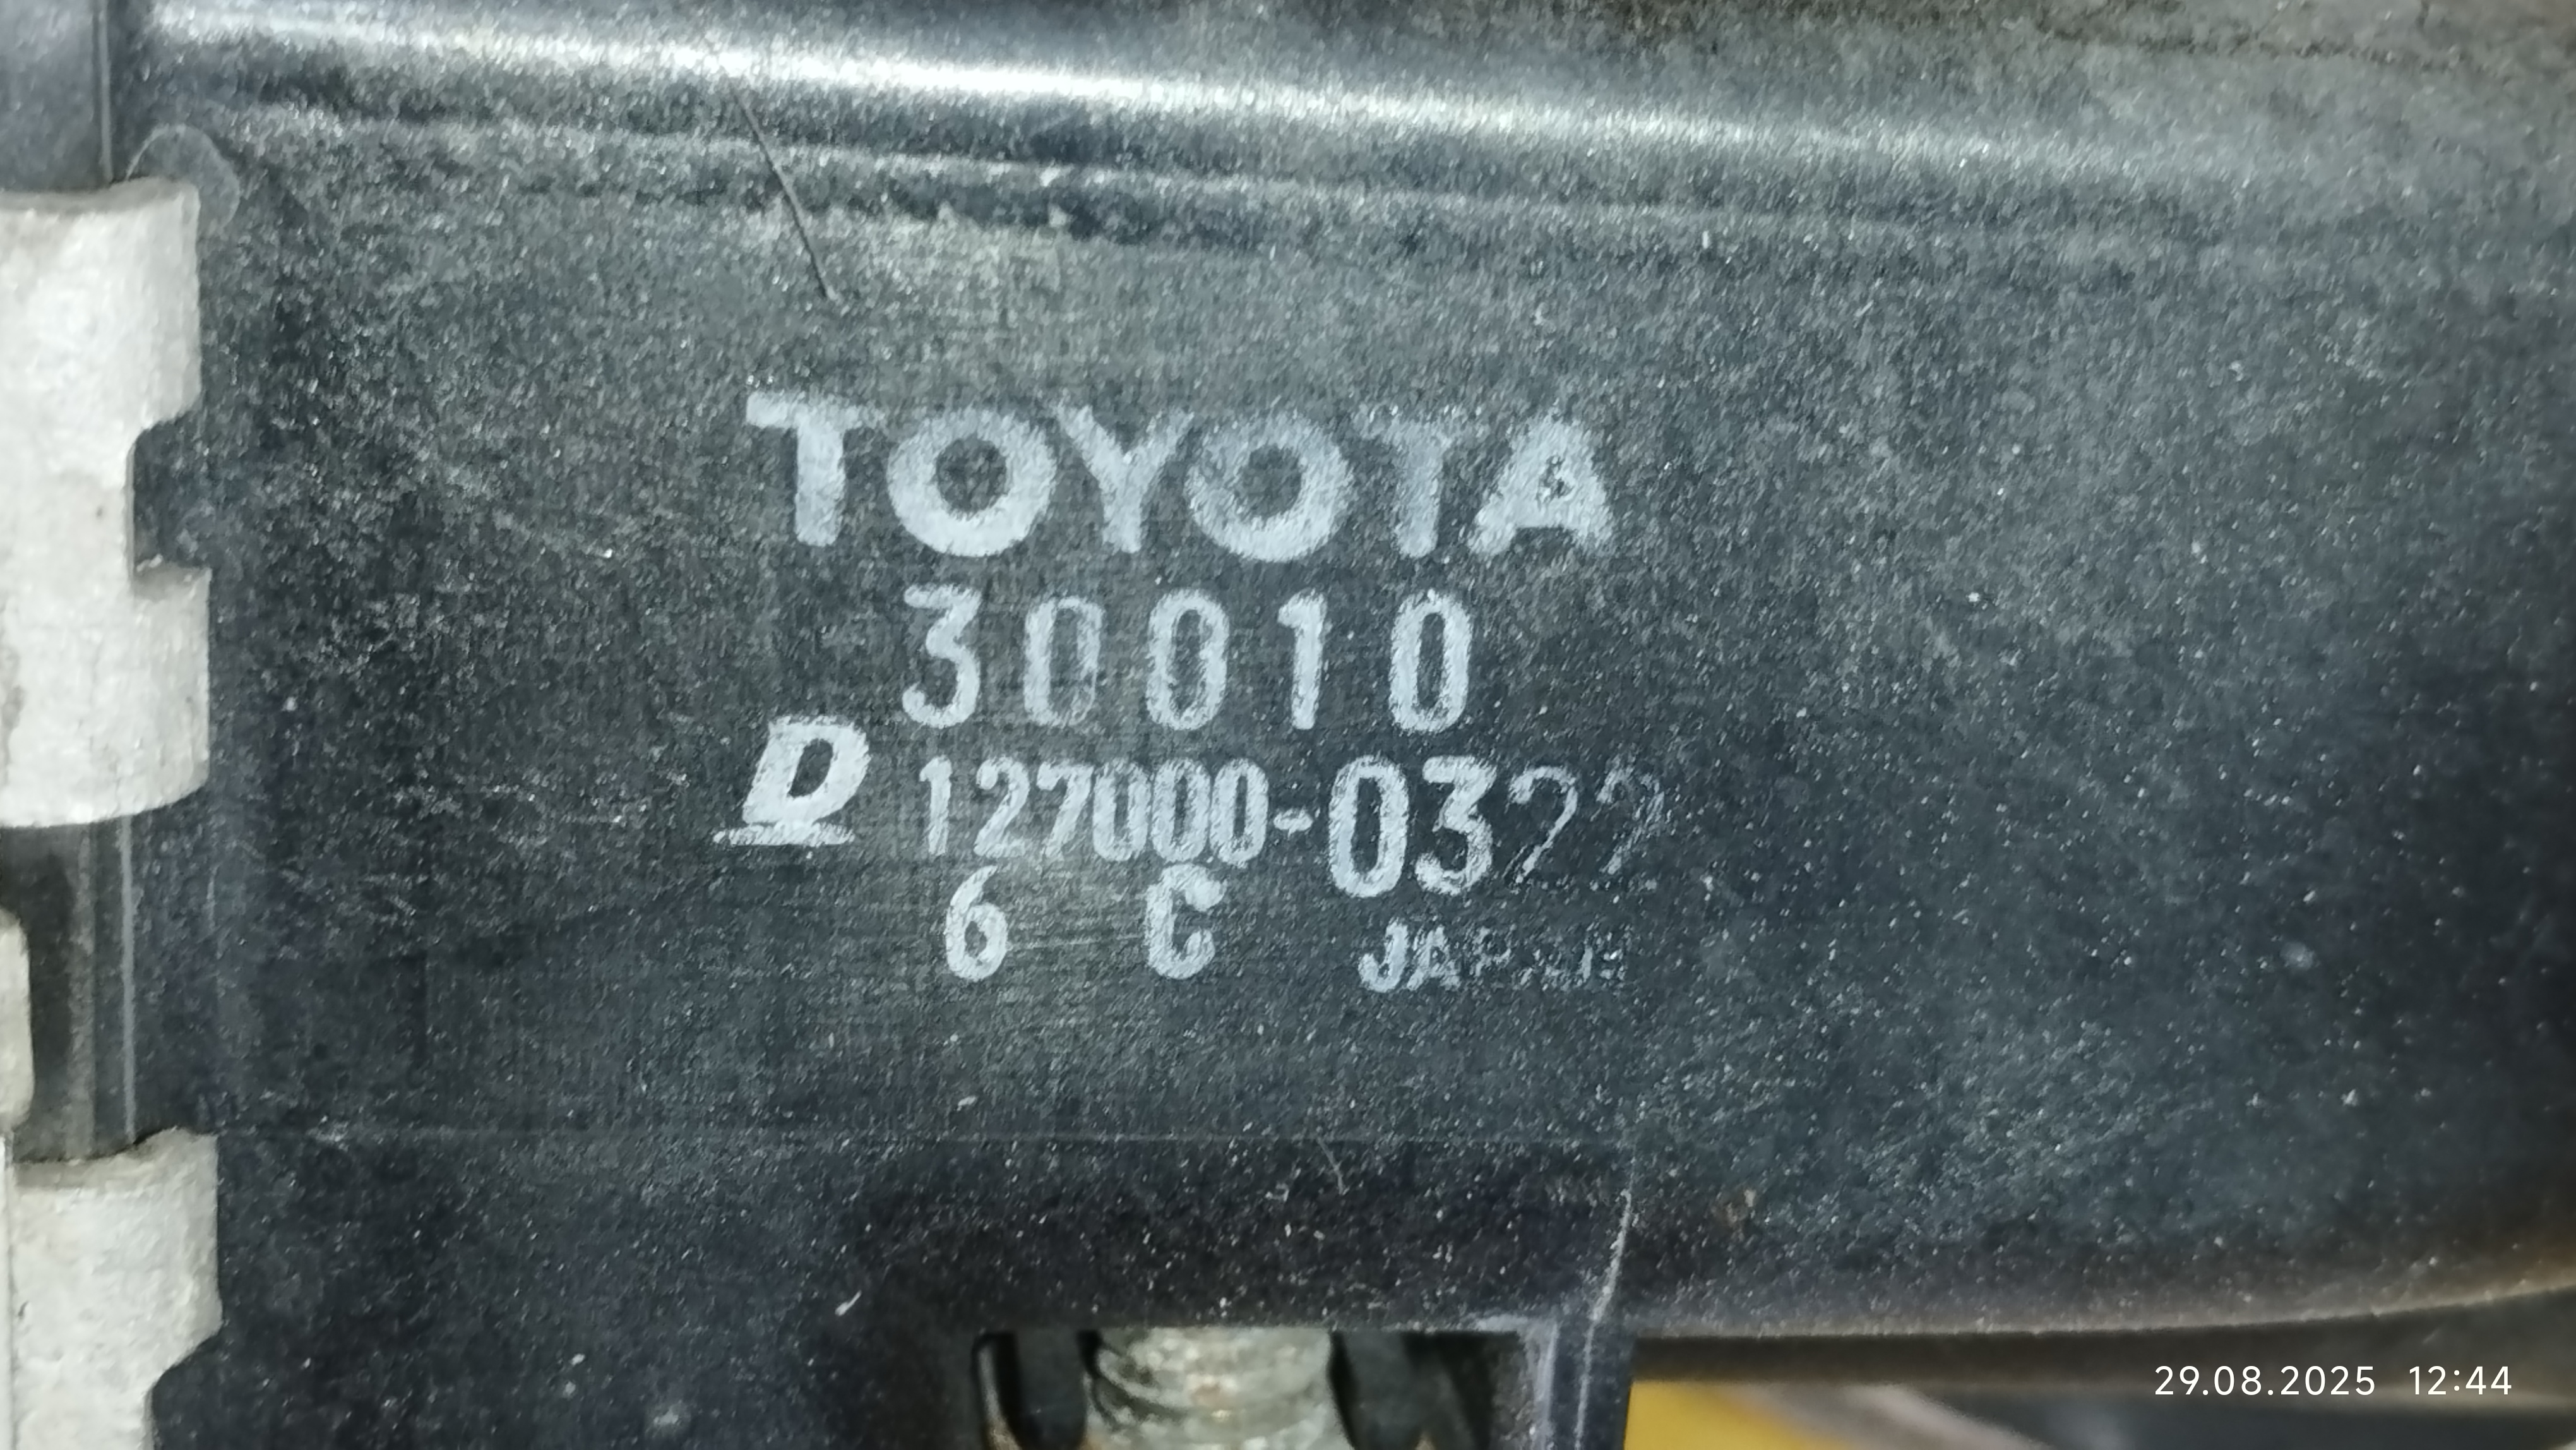 TOYOTA
30010
D 127000-0322
6 C JAPAN
29.08.2025 12:44